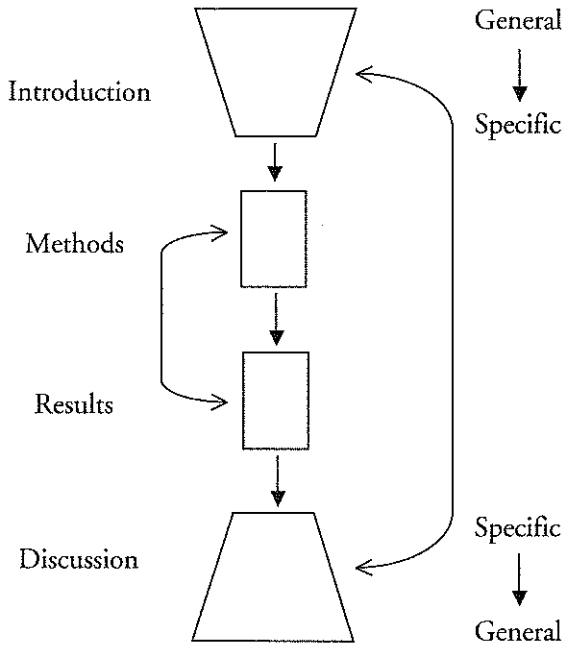 General
Introduction
Specific
Methods
Results
Specific
Discussion
General